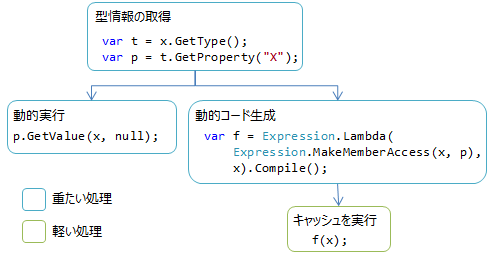 型情報の取得
var t = x.GetType();
var p = t.GetProperty("X");
動的実行
p.GetValue(x, null);
動的コード生成
var f = Expression.Lambda(
Expression.MakeMemberAccess(x, p),
x).Compile();
重たい処理
軽い処理
キャッシュを実行
f(x);